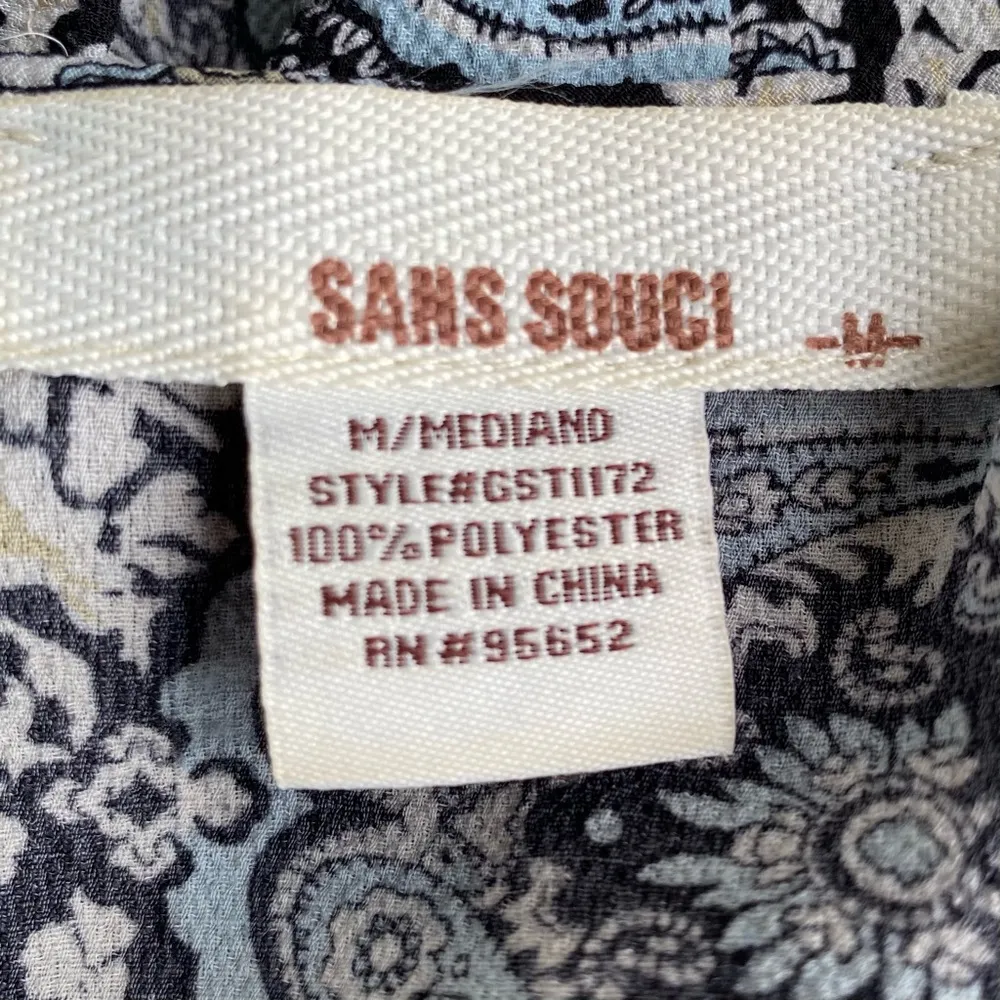 SANS SOUCI
-M-
M/MEDIANO
STYLE#GST1172
100%POLYESTER
MADE IN CHINA
RN#95652